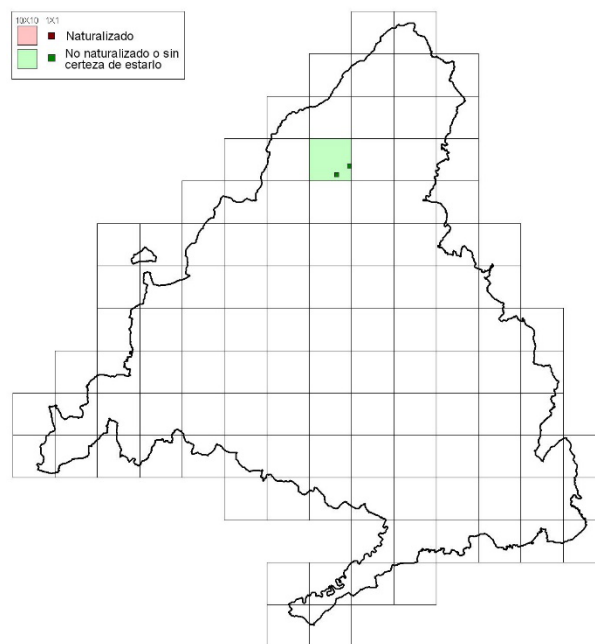 10X10 1X1
Naturalizado
No naturalizado o sin
certeza de estarlo